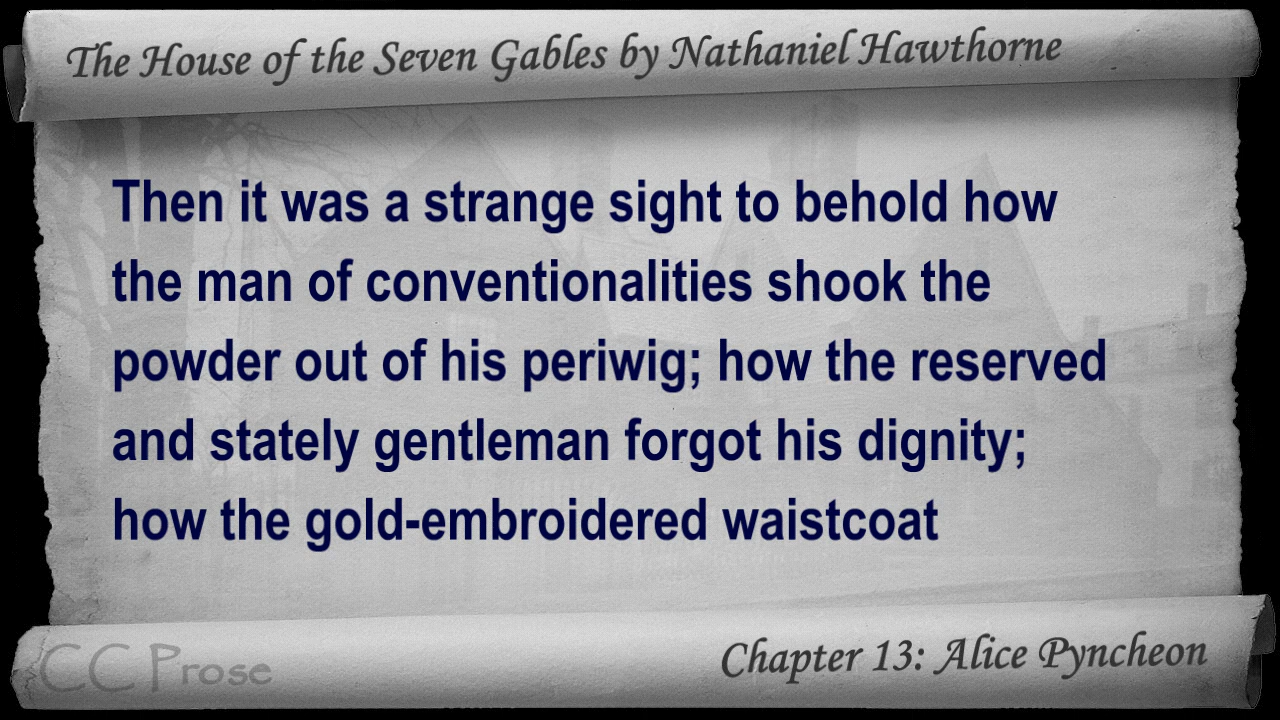 The House of the Seven Gables by Nathaniel Hawthorne
Then it was a strange sight to behold how
the man of conventionalities shook the
powder out of his periwig; how the reserved
and stately gentleman forgot his dignity;
how the gold-embroidered waistcoat
CC Prose
Chapter 13: Alice Pyncheon